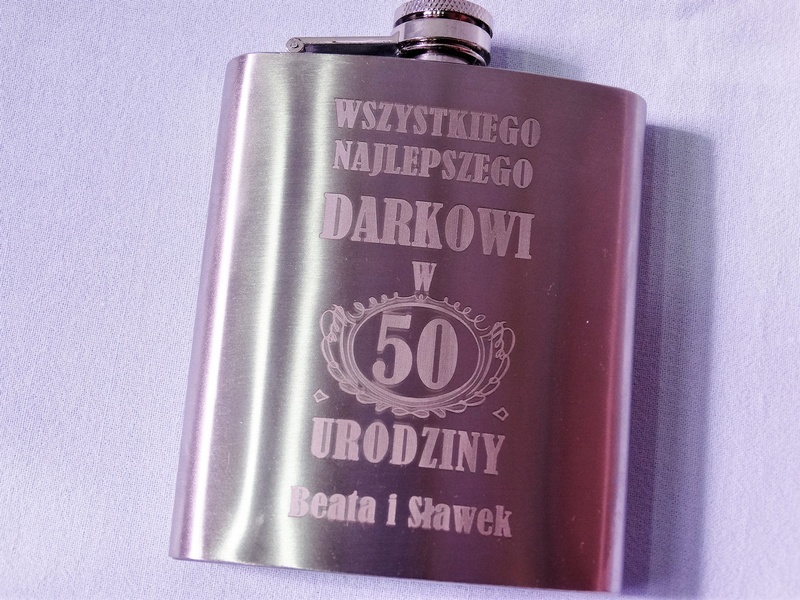 WSZYSTKIEGO
NAJLEPSZEGO
DARKOWI
W
50
URODZINY
Beata i Sławek